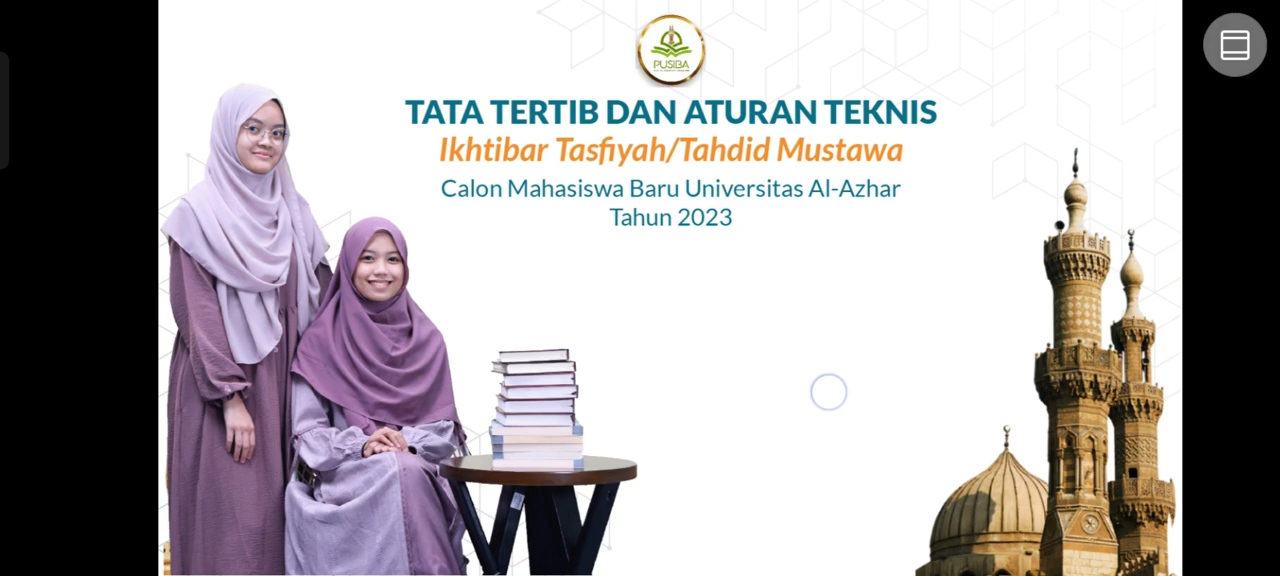 PUSIBA
TATA TERTIB DAN ATURAN TEKNIS
Ikhtibar Tasfiyah/Tahdid Mustawa
Calon Mahasiswa Baru Universitas Al-Azhar
Tahun 2023